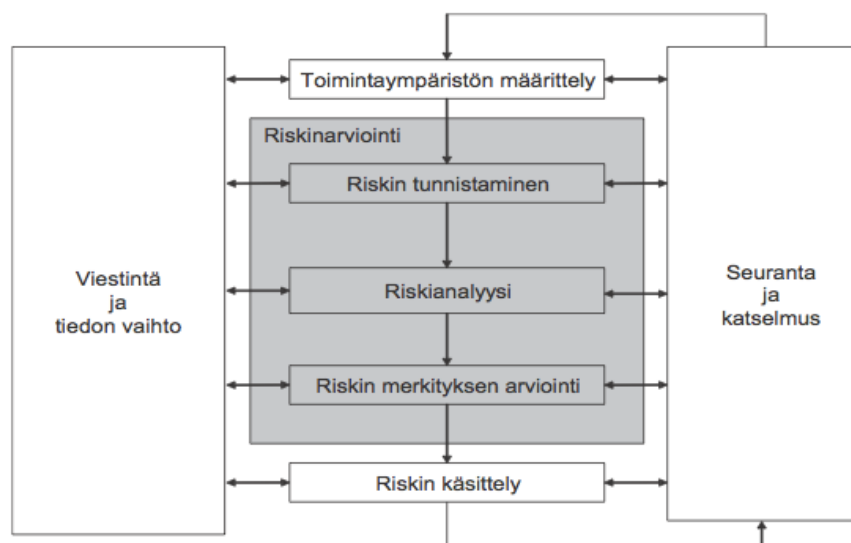 Toimintaympäristön määrittely
Riskinarviointi
Riskin tunnistaminen
Viestintä
ja
tiedon vaihto
Riskianalyysi
Seuranta
ja
katselmus
Riskin merkityksen arviointi
Riskin käsittely